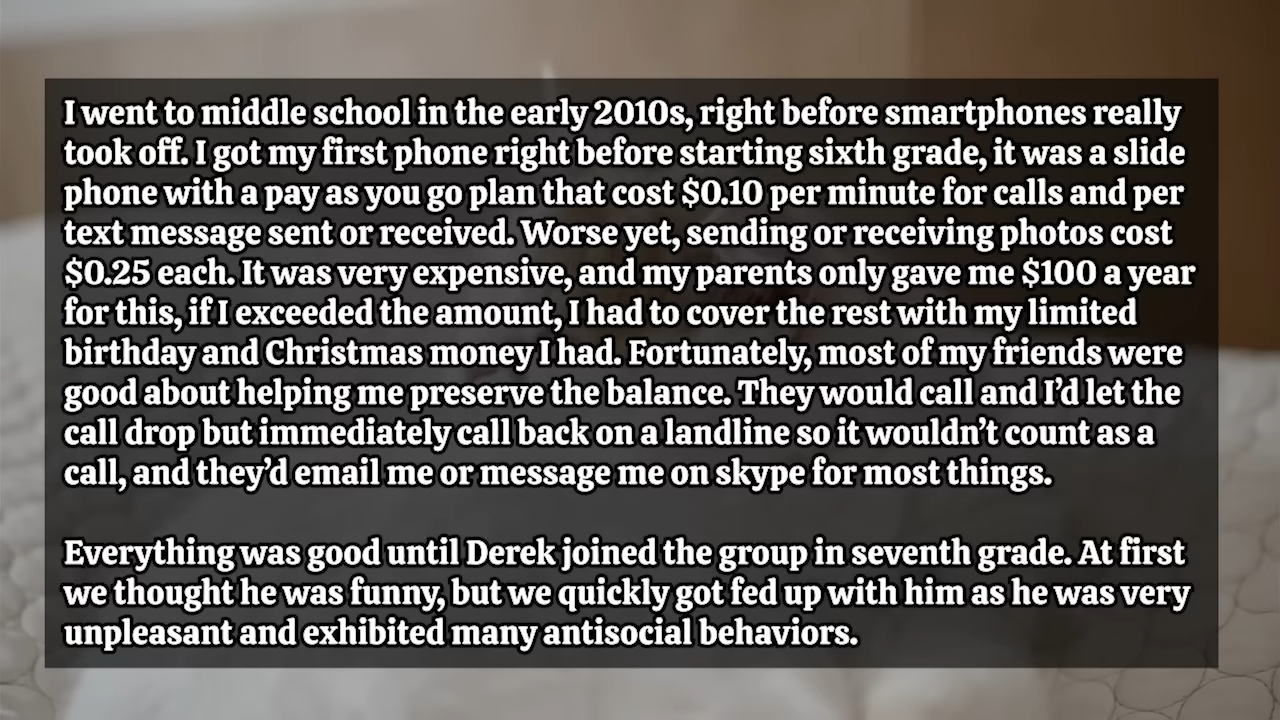 I went to middle school in the early 2010s, right before smartphones really
took off. I got my first phone right before starting sixth grade, it was a slide
phone with a pay as you go plan that cost $0.10 per minute for calls and per
text message sent or received. Worse yet, sending or receiving photos cost
$0.25 each. It was very expensive, and my parents only gave me $100 a year
for this, if I exceeded the amount, I had to cover the rest with my limited
birthday and Christmas money I had. Fortunately, most of my friends were
good about helping me preserve the balance. They would call and I’d let the
call drop but immediately call back on a landline so it wouldn’t count as a
call, and they’d email me or message me on skype for most things.

Everything was good until Derek joined the group in seventh grade. At first
we thought he was funny, but we quickly got fed up with him as he was very
unpleasant and exhibited many antisocial behaviors.